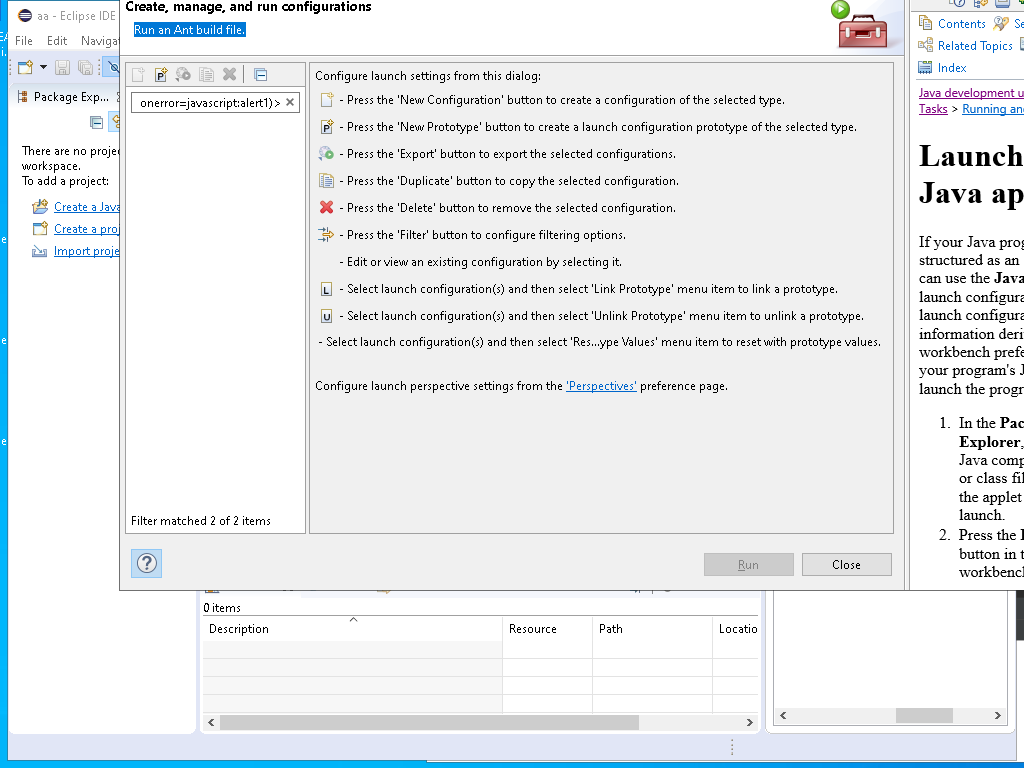 Create, manage, and run configurations
Run an Ant build file.
aa - Eclipse IDE
File Edit Navigat
Package Exp...
There are no proje
workspace.
To add a project:
Create a Java
Create a proj
Import proje
onerror=javascript:alert1)>
Filter matched 2 of 2 items
Configure launch settings from this dialog:
- Press the 'New Configuration' button to create a configuration of the selected type.
- Press the 'New Prototype' button to create a launch configuration prototype of the selected type.
- Press the 'Export' button to export the selected configurations.
- Press the 'Duplicate' button to copy the selected configuration.
- Press the 'Delete' button to remove the selected configuration.
- Press the 'Filter' button to configure filtering options.
- Edit or view an existing configuration by selecting it.
L - Select launch configuration(s) and then select 'Link Prototype' menu item to link a prototype.
U - Select launch configuration(s) and then select 'Unlink Prototype' menu item to unlink a prototype.
- Select launch configuration(s) and then select 'Res...ype Values' menu item to reset with prototype values.
Configure launch perspective settings from the 'Perspectives' preference page.
Run Close
Contents Se
Related Topics
Index
Java development u
Tasks > Running and
Launch
Java ap
If your Java prog
structured as an
can use the Java
launch configura
launch configura
information deri
workbench prefe
your program's J
launch the progr
1. In the Pac
Explorer,
Java comp
or class fil
the applet
launch.
2. Press the
button in t
workbench
0 items
Description Resource Path Locatio